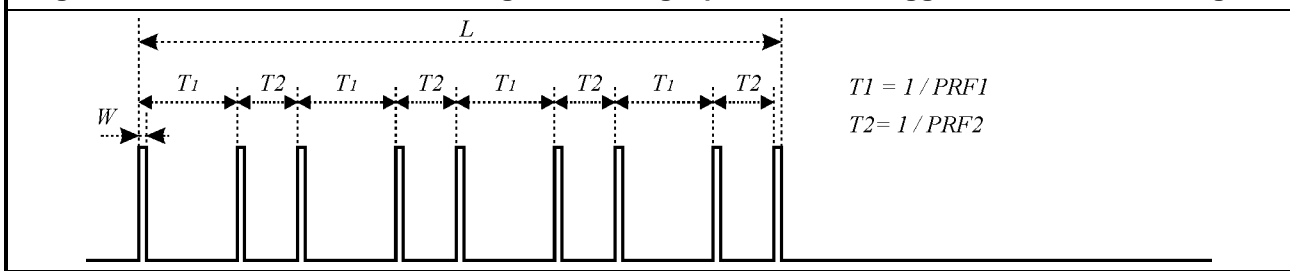 L
T1 T2 T1 T2 T1 T2 T1 T2
W
T1 = 1 / PRF1
T2= 1 / PRF2